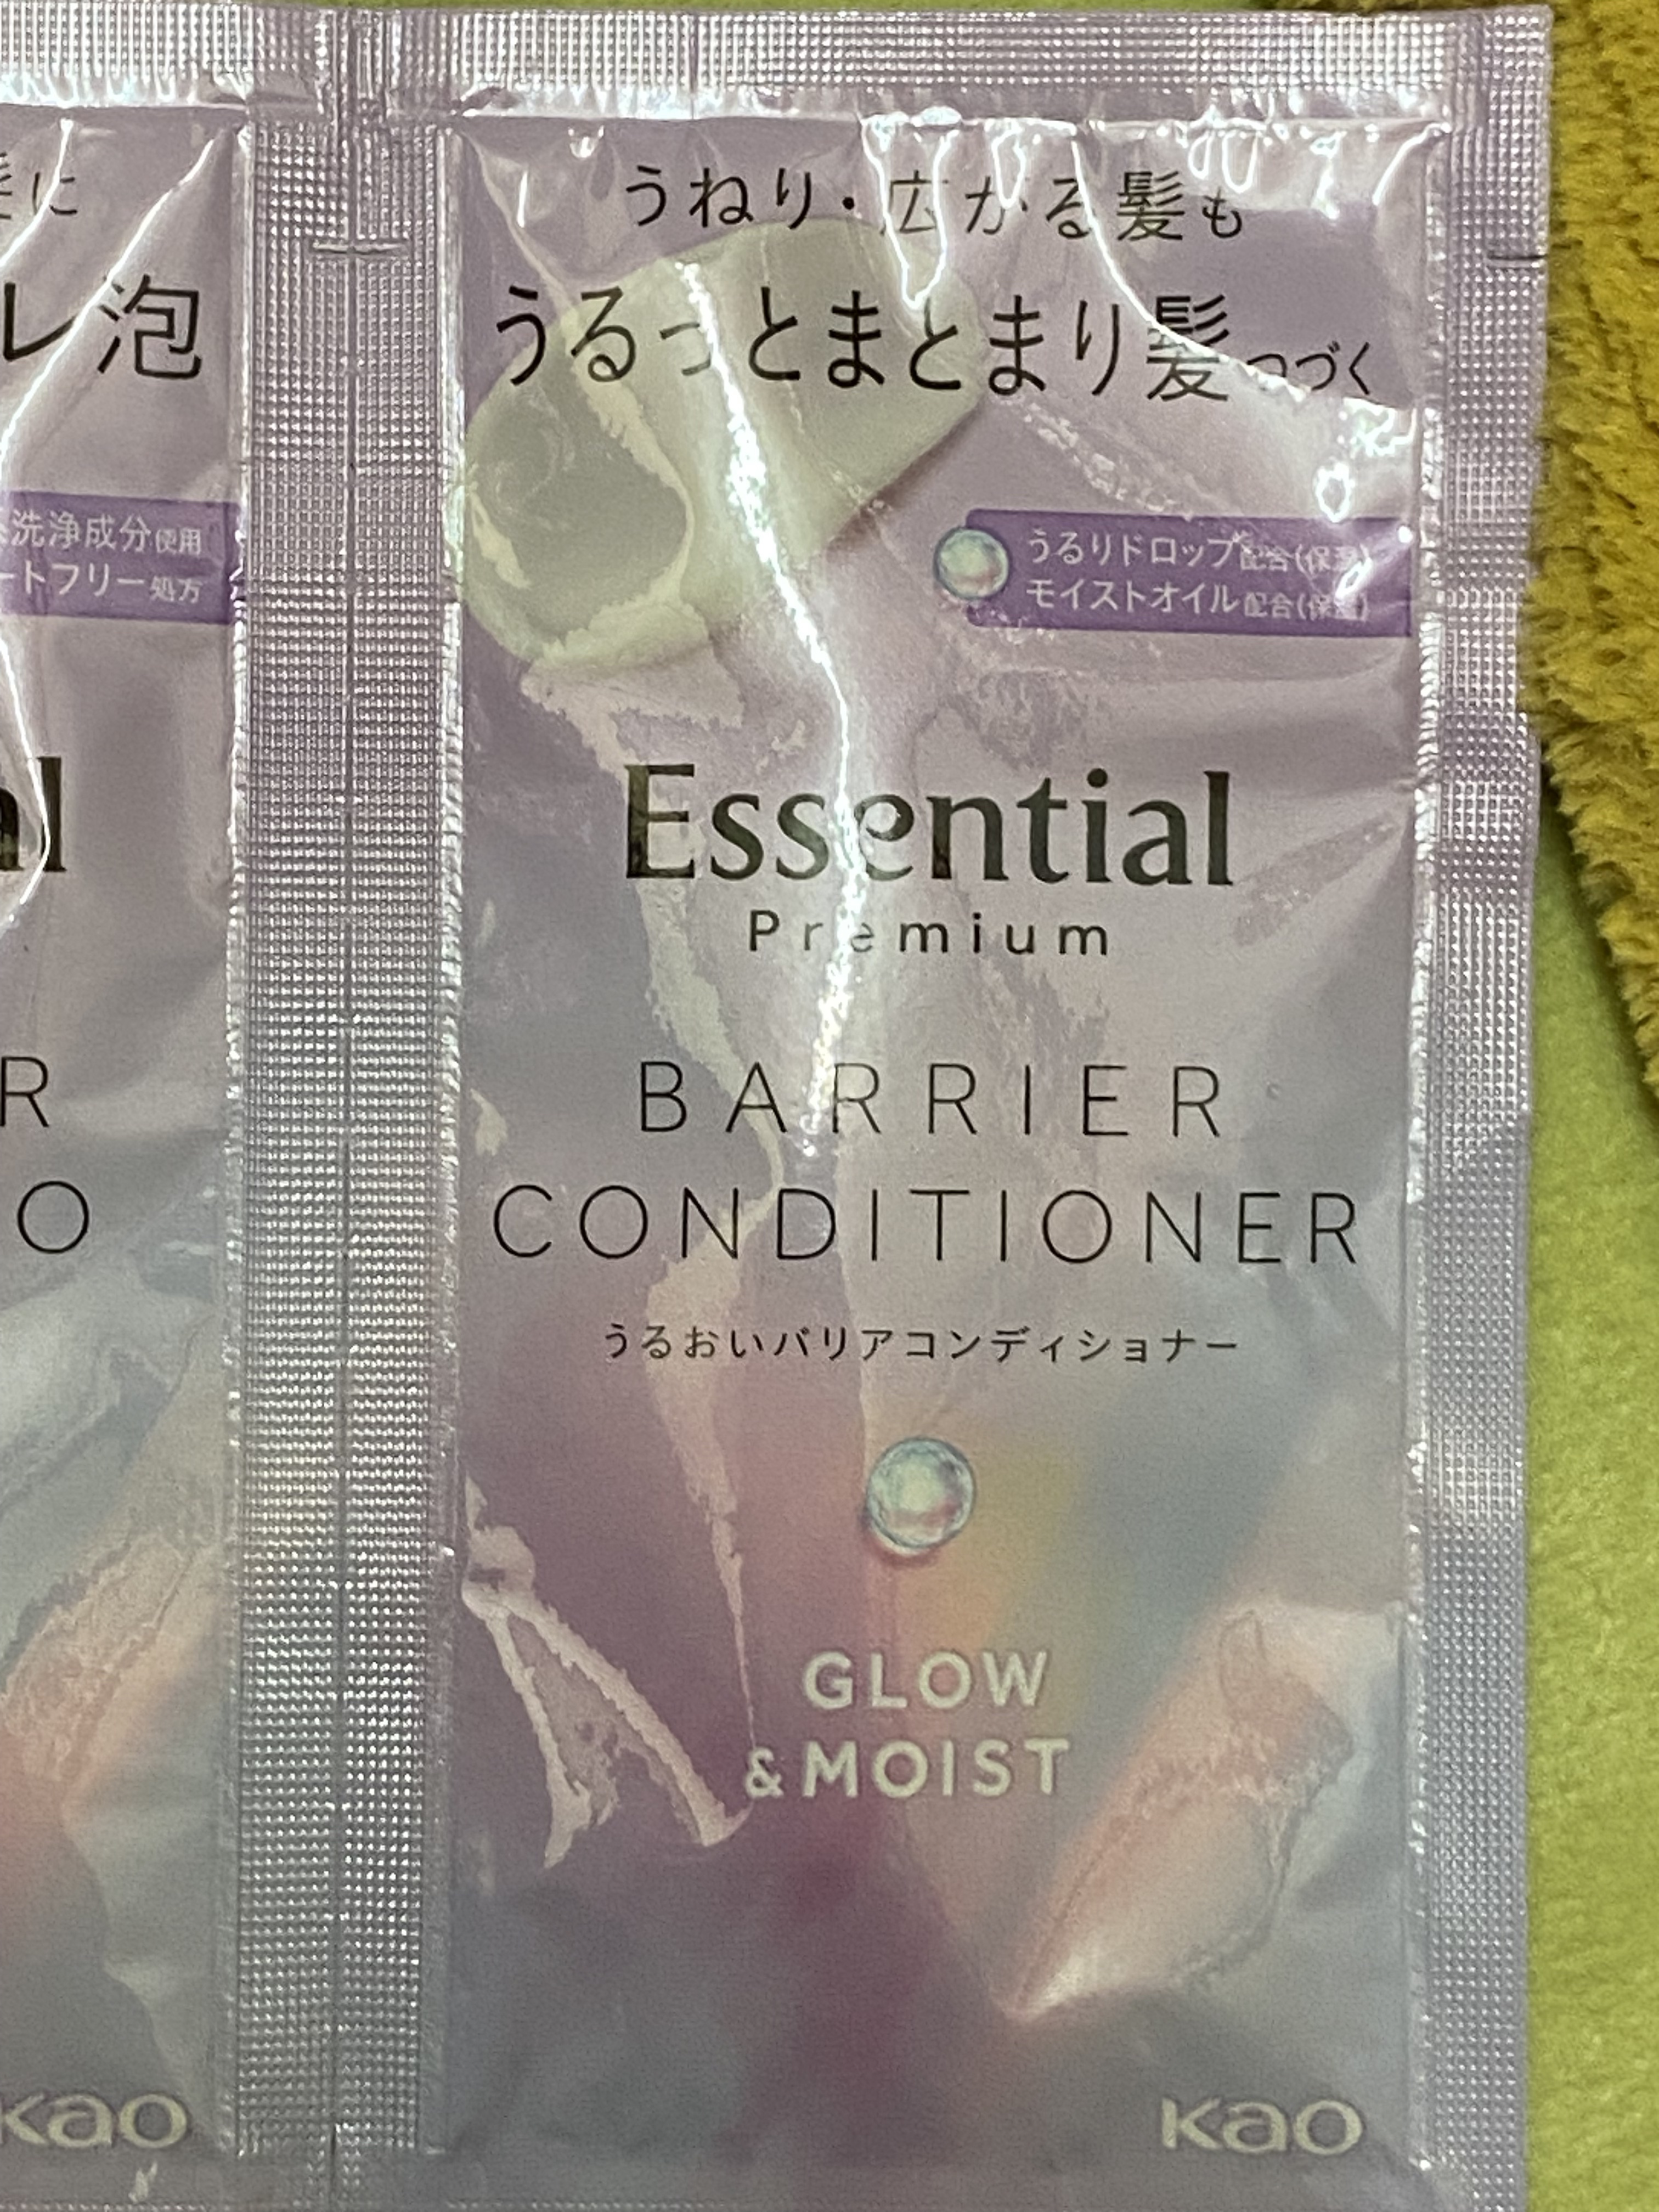 に
レ泡
洗浄成分使用
ートフリー処方
al
R
O
kao
うねり・広がる髪も
うるっとまとまり髪つづく
うるりドロップ配合(保湿)
モイストオイル配合(保湿)
Essential
Premium
BARRIER
CONDITIONER
うるおいバリアコンディショナー
GLOW
&MOIST
kao